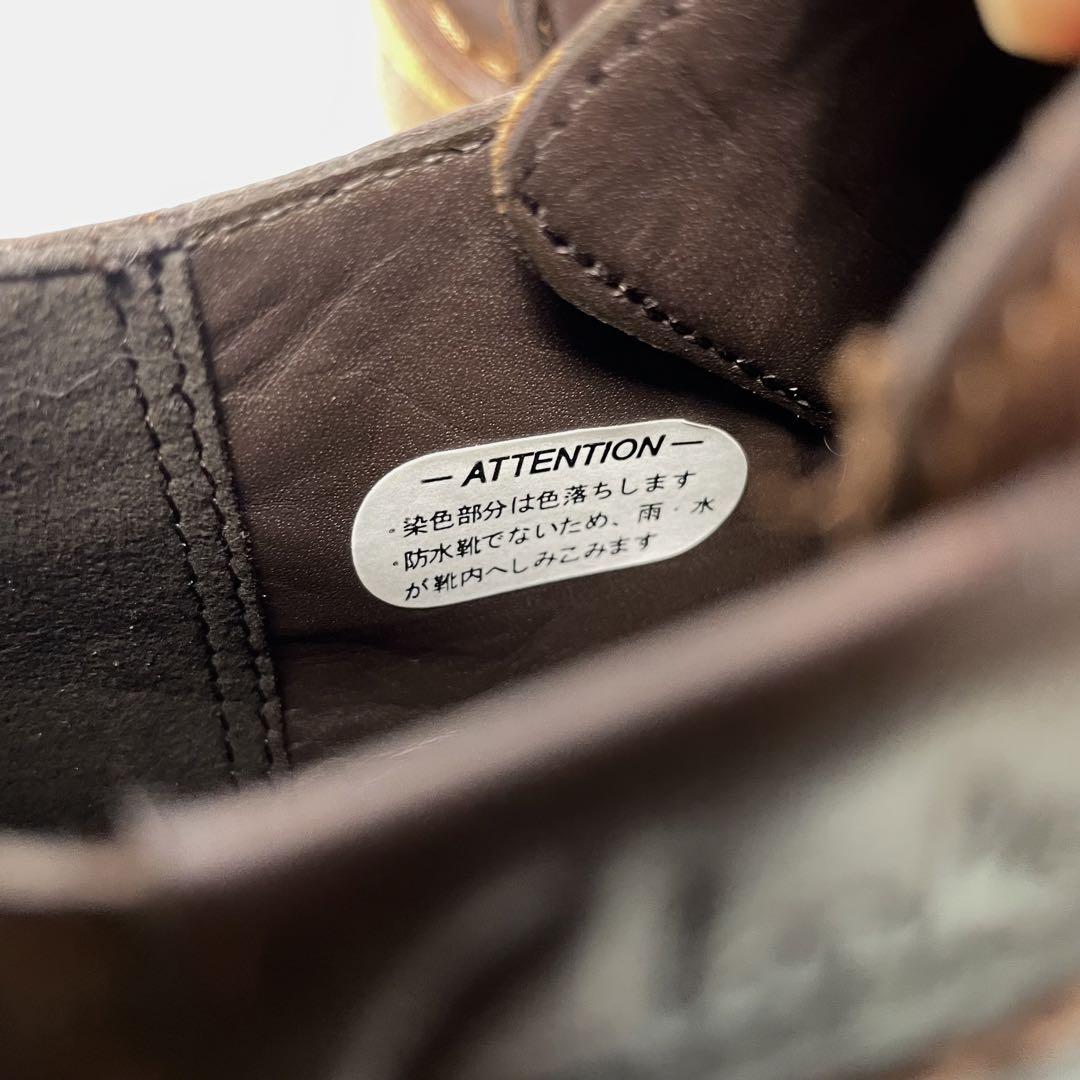 — ATTENTION —
・染色部分は色落ちします
・防水靴でないため、雨・水
が靴内へしみこみます